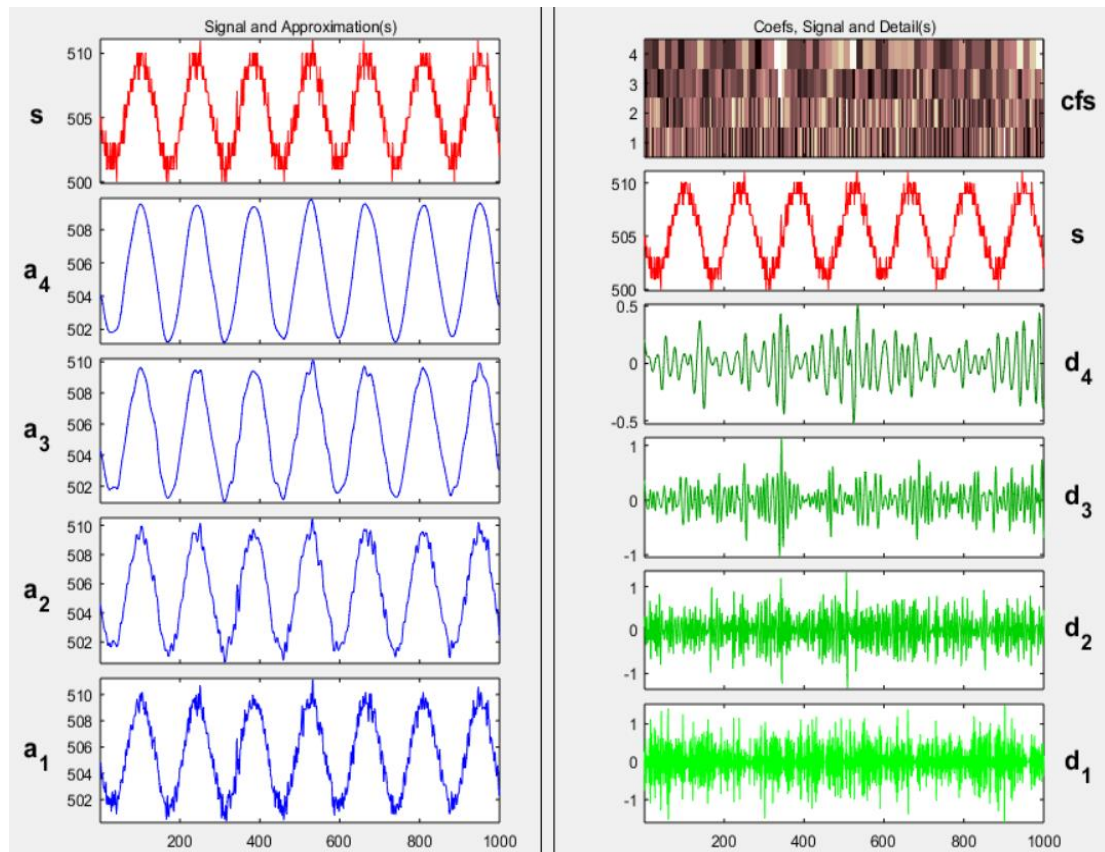 Signal and Approximation(s)
s
510
505
500
a4
508
506
504
502
a3
510
508
506
504
502
a2
510
508
506
504
502
a1
510
508
506
504
502
200 400 600 800 1000
Coefs, Signal and Detail(s)
4
3
2
1
cfs
510
505
500
s
0.5
0
-0.5
d4
1
0
-1
d3
1
0
-1
d2
1
0
-1
d1
200 400 600 800 1000